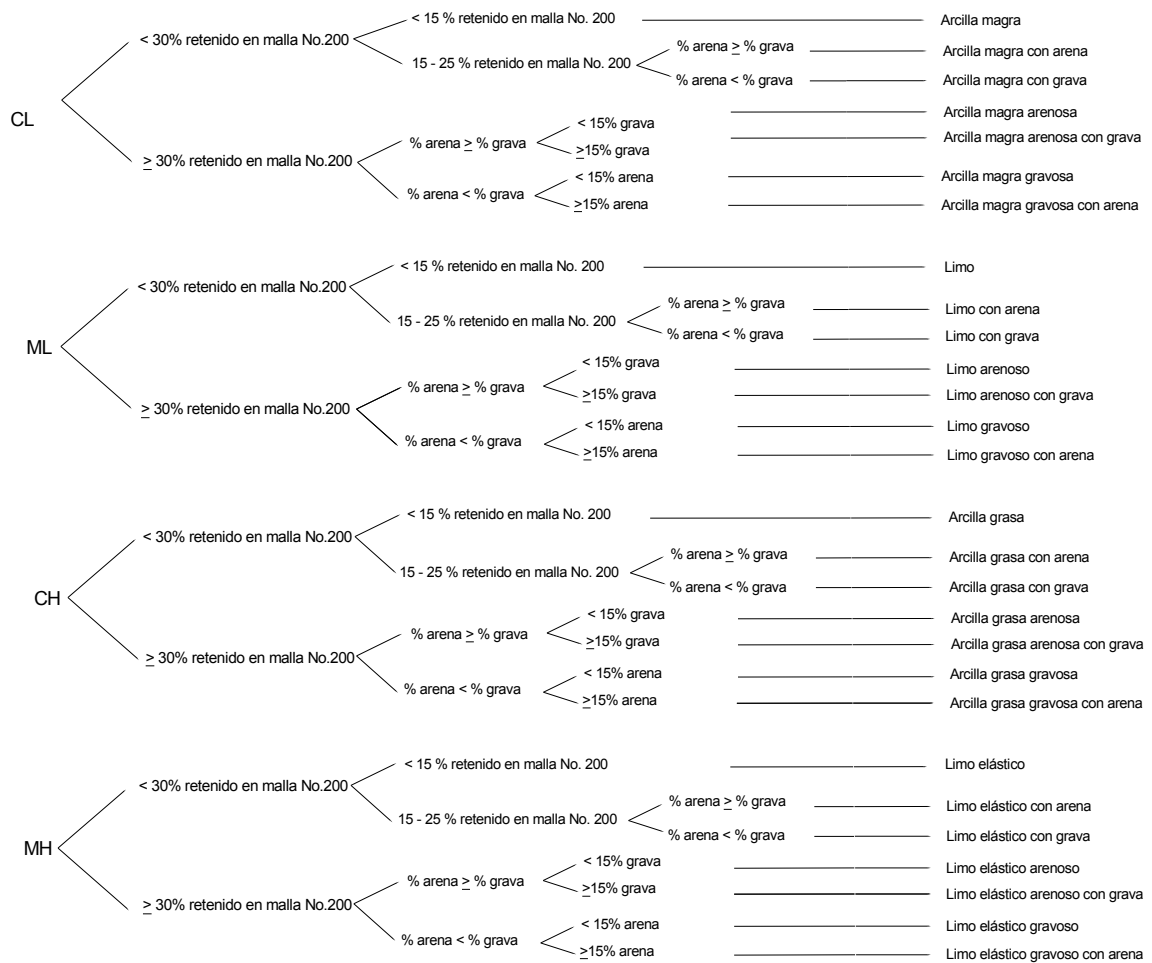 < 15 % retenido en malla No. 200 Arcilla magra
< 30% retenido en malla No.200
% arena ≥ % grava Arcilla magra con arena
15 - 25 % retenido en malla No. 200
% arena < % grava Arcilla magra con grava
CL
< 15% grava Arcilla magra arenosa
% arena ≥ % grava
≥15% grava Arcilla magra arenosa con grava
≥ 30% retenido en malla No.200
< 15% arena Arcilla magra gravosa
% arena < % grava
≥15% arena Arcilla magra gravosa con arena
< 15 % retenido en malla No. 200 Limo
< 30% retenido en malla No.200
% arena ≥ % grava Limo con arena
15 - 25 % retenido en malla No. 200
% arena < % grava Limo con grava
ML
< 15% grava Limo arenoso
% arena ≥ % grava
≥15% grava Limo arenoso con grava
≥ 30% retenido en malla No.200
< 15% arena Limo gravoso
% arena < % grava
≥15% arena Limo gravoso con arena
< 15 % retenido en malla No. 200 Arcilla grasa
< 30% retenido en malla No.200
% arena ≥ % grava Arcilla grasa con arena
15 - 25 % retenido en malla No. 200
% arena < % grava Arcilla grasa con grava
CH
< 15% grava Arcilla grasa arenosa
% arena ≥ % grava
≥15% grava Arcilla grasa arenosa con grava
≥ 30% retenido en malla No.200
< 15% arena Arcilla grasa gravosa
% arena < % grava
≥15% arena Arcilla grasa gravosa con arena
< 15 % retenido en malla No. 200 Limo elástico
< 30% retenido en malla No.200
% arena ≥ % grava Limo elástico con arena
15 - 25 % retenido en malla No. 200
% arena < % grava Limo elástico con grava
MH
< 15% grava Limo elástico arenoso
% arena ≥ % grava
≥15% grava Limo elástico arenoso con grava
≥ 30% retenido en malla No.200
< 15% arena Limo elástico gravoso
% arena < % grava
≥15% arena Limo elástico gravoso con arena